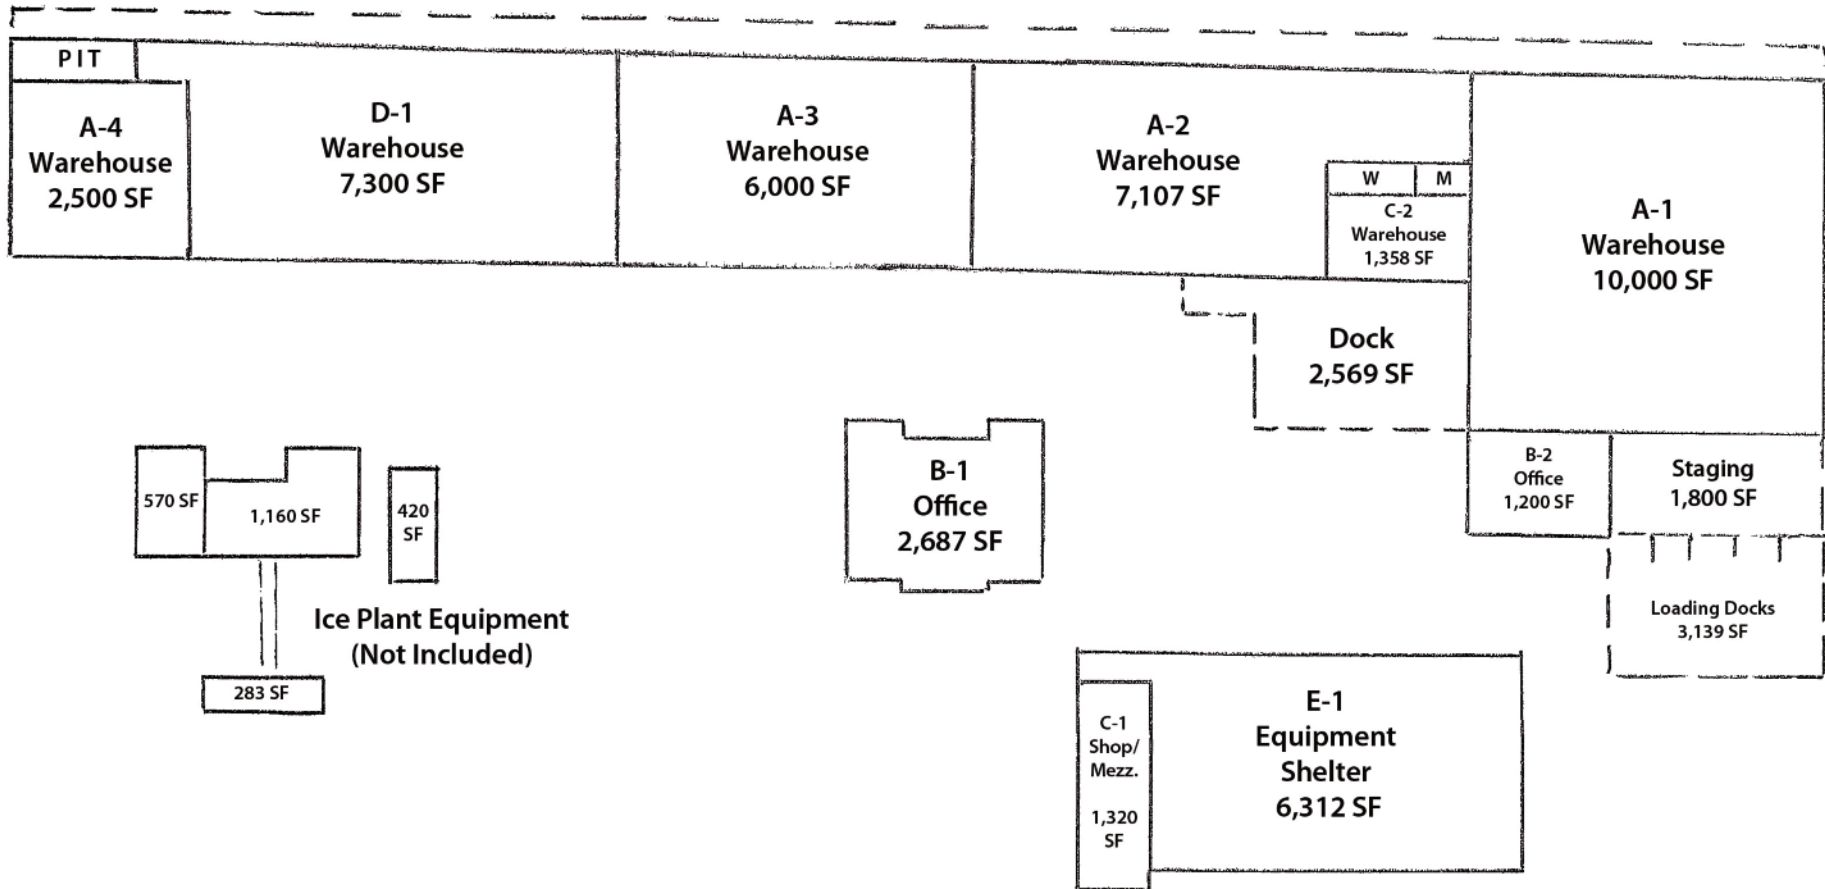 PIT
A-4
Warehouse
2,500 SF
D-1
Warehouse
7,300 SF
A-3
Warehouse
6,000 SF
A-2
Warehouse
7,107 SF
W
M
C-2
Warehouse
1,358 SF
A-1
Warehouse
10,000 SF
Dock
2,569 SF
B-2
Office
1,200 SF
Staging
1,800 SF
Loading Docks
3,139 SF
570 SF
1,160 SF
420
SF
Ice Plant Equipment
(Not Included)
283 SF
B-1
Office
2,687 SF
C-1
Shop/
Mezz.
1,320
SF
E-1
Equipment
Shelter
6,312 SF